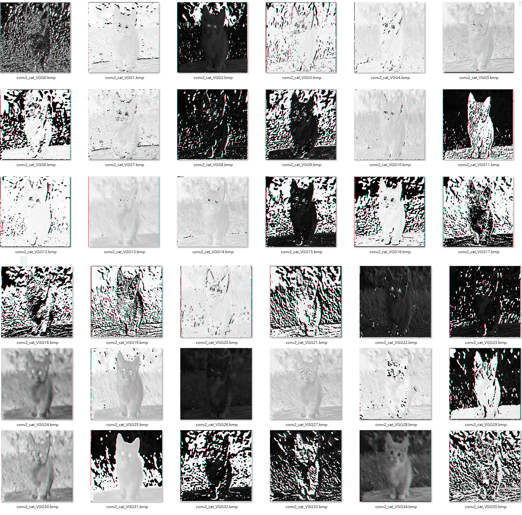 conv2_cat_VGG0.bmp conv2_cat_VGG1.bmp conv2_cat_VGG2.bmp conv2_cat_VGG3.bmp conv2_cat_VGG4.bmp conv2_cat_VGG5.bmp
conv2_cat_VGG6.bmp conv2_cat_VGG7.bmp conv2_cat_VGG8.bmp conv2_cat_VGG9.bmp conv2_cat_VGG10.bmp conv2_cat_VGG11.bmp
conv2_cat_VGG12.bmp conv2_cat_VGG13.bmp conv2_cat_VGG14.bmp conv2_cat_VGG15.bmp conv2_cat_VGG16.bmp conv2_cat_VGG17.bmp
conv2_cat_VGG18.bmp conv2_cat_VGG19.bmp conv2_cat_VGG20.bmp conv2_cat_VGG21.bmp conv2_cat_VGG22.bmp conv2_cat_VGG23.bmp
conv2_cat_VGG24.bmp conv2_cat_VGG25.bmp conv2_cat_VGG26.bmp conv2_cat_VGG27.bmp conv2_cat_VGG28.bmp conv2_cat_VGG29.bmp
conv2_cat_VGG30.bmp conv2_cat_VGG31.bmp conv2_cat_VGG32.bmp conv2_cat_VGG33.bmp conv2_cat_VGG34.bmp conv2_cat_VGG35.bmp